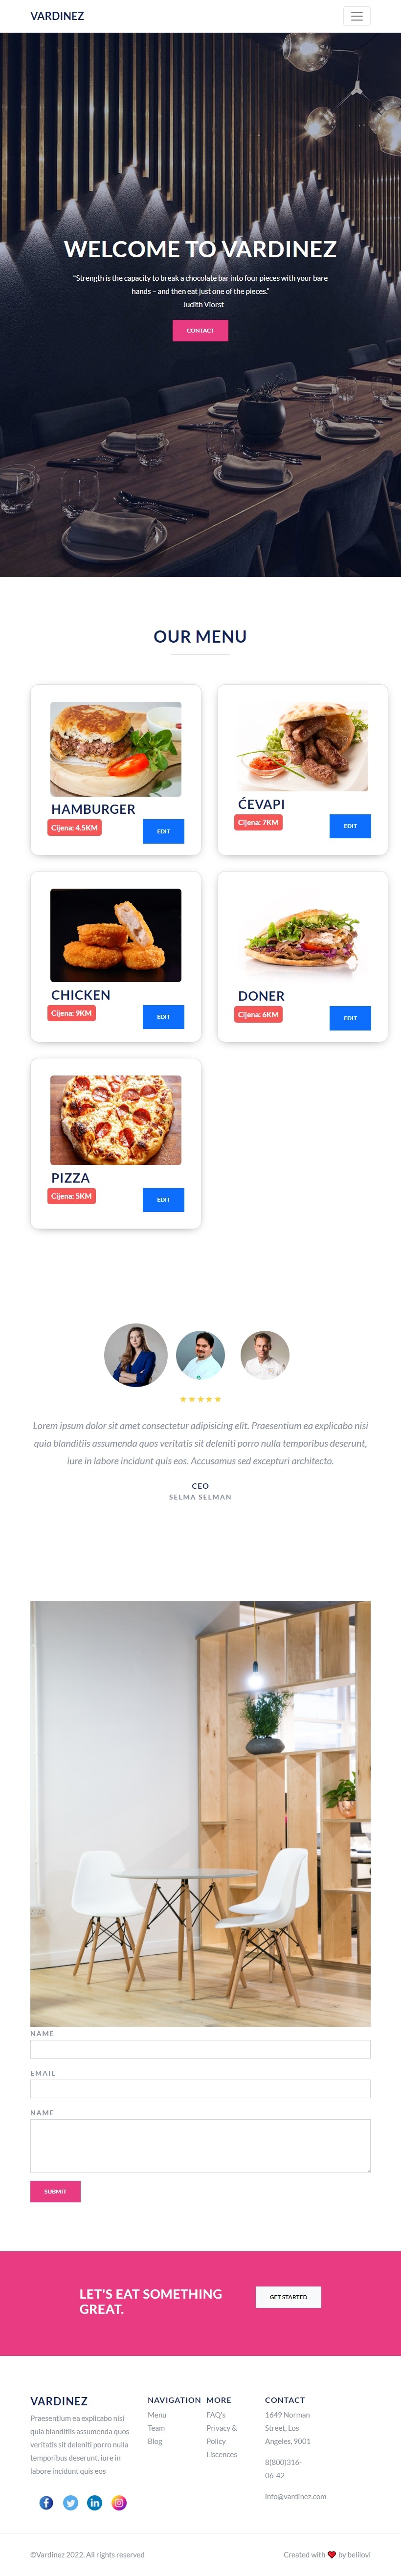 VARDINEZ
WELCOME TO VARDINEZ
"Strength is the capacity to break a chocolate bar into four pieces with your bare
hands – and then eat just one of the pieces."
– Judith Viorst
CONTACT
OUR MENU
HAMBURGER
Cijena: 4.5KM
EDIT
ĆEVAPI
Cijena: 7KM
EDIT
CHICKEN
Cijena: 9KM
EDIT
DONER
Cijena: 6KM
EDIT
PIZZA
Cijena: 5KM
EDIT
Lorem ipsum dolor sit amet consectetur adipisicing elit. Praesentium ea explicabo nisi
quia blanditiis assumenda quos veritatis sit deleniti porro nulla temporibus deserunt,
iure in labore incidunt quis eos. Accusamus sed excepturi architecto.
CEO
SELMA SELMAN
NAME
EMAIL
NAME
SUBMIT
LET'S EAT SOMETHING
GREAT.
GET STARTED
VARDINEZ
Praesentium ea explicabo nisi
quia blanditiis assumenda quos
veritatis sit deleniti porro nulla
temporibus deserunt, iure in
labore incidunt quis eos
NAVIGATION
Menu
Team
Blog
MORE
FAQ's
Privacy &
Policy
Liscences
CONTACT
1649 Norman
Street, Los
Angeles, 9001
8(800)316-
06-42
info@vardinez.com
©Vardinez 2022. All rights reserved
Created with ❤ by belilovi